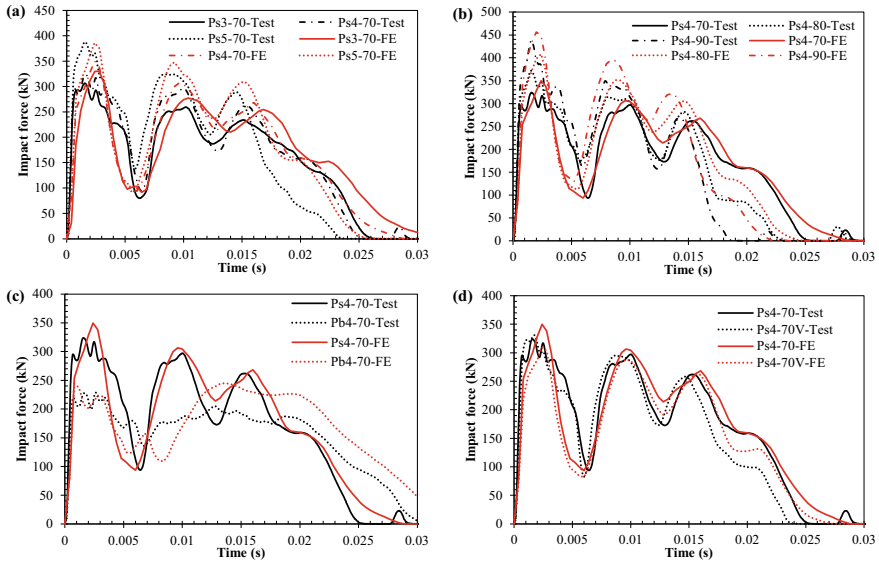 (a)
Ps3-70-Test Ps4-70-Test
Ps5-70-Test Ps3-70-FE
Ps4-70-FE Ps5-70-FE
450
400
350
300
250
200
150
100
50
0
Impact force (kN)
0 0.005 0.01 0.015 0.02 0.025 0.03
Time (s)
(b)
Ps4-70-Test Ps4-80-Test
Ps4-90-Test Ps4-70-FE
Ps4-80-FE Ps4-90-FE
500
450
400
350
300
250
200
150
100
50
0
Impact force (kN)
0 0.005 0.01 0.015 0.02 0.025 0.03
Time (s)
(c)
Ps4-70-Test
Pb4-70-Test
Ps4-70-FE
Pb4-70-FE
400
350
300
250
200
150
100
50
0
Impact force (kN)
0 0.005 0.01 0.015 0.02 0.025 0.03
Time (s)
(d)
Ps4-70-Test
Ps4-70V-Test
Ps4-70-FE
Ps4-70V-FE
400
350
300
250
200
150
100
50
0
Impact force (kN)
0 0.005 0.01 0.015 0.02 0.025 0.03
Time (s)